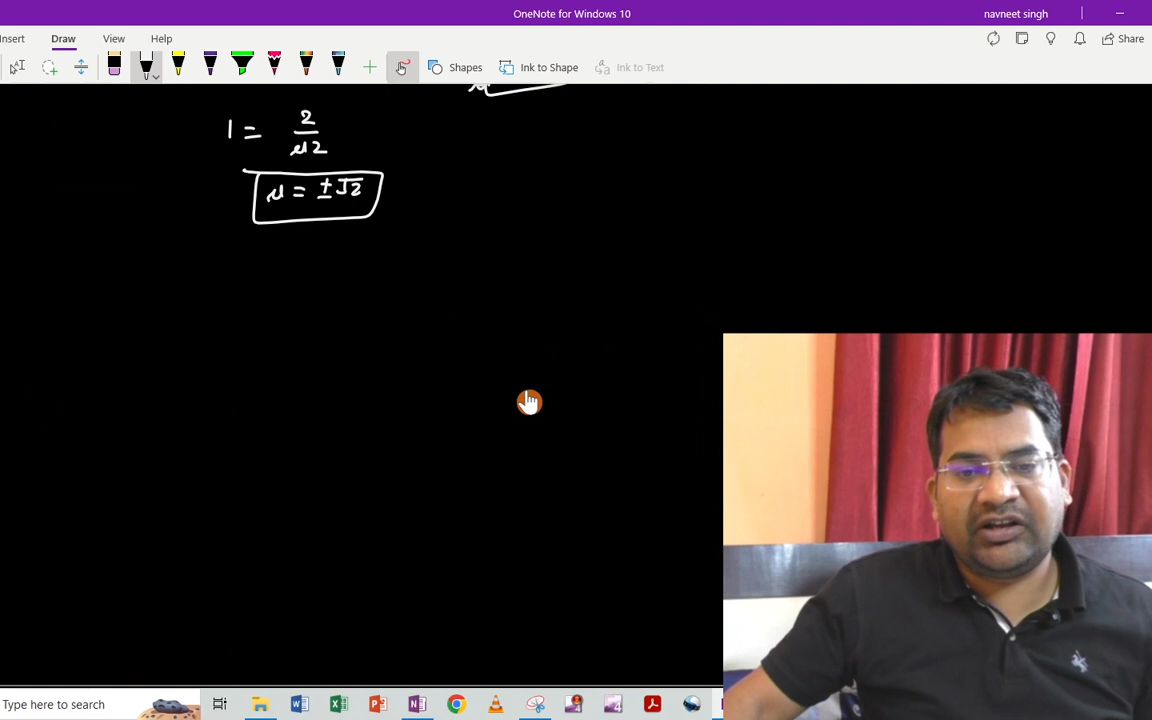 OneNote for Windows 10
navneet singh
Insert Draw View Help
Share
Shapes Ink to Shape Ink to Text
1 = 2/x2
x = ±√2
Type here to search